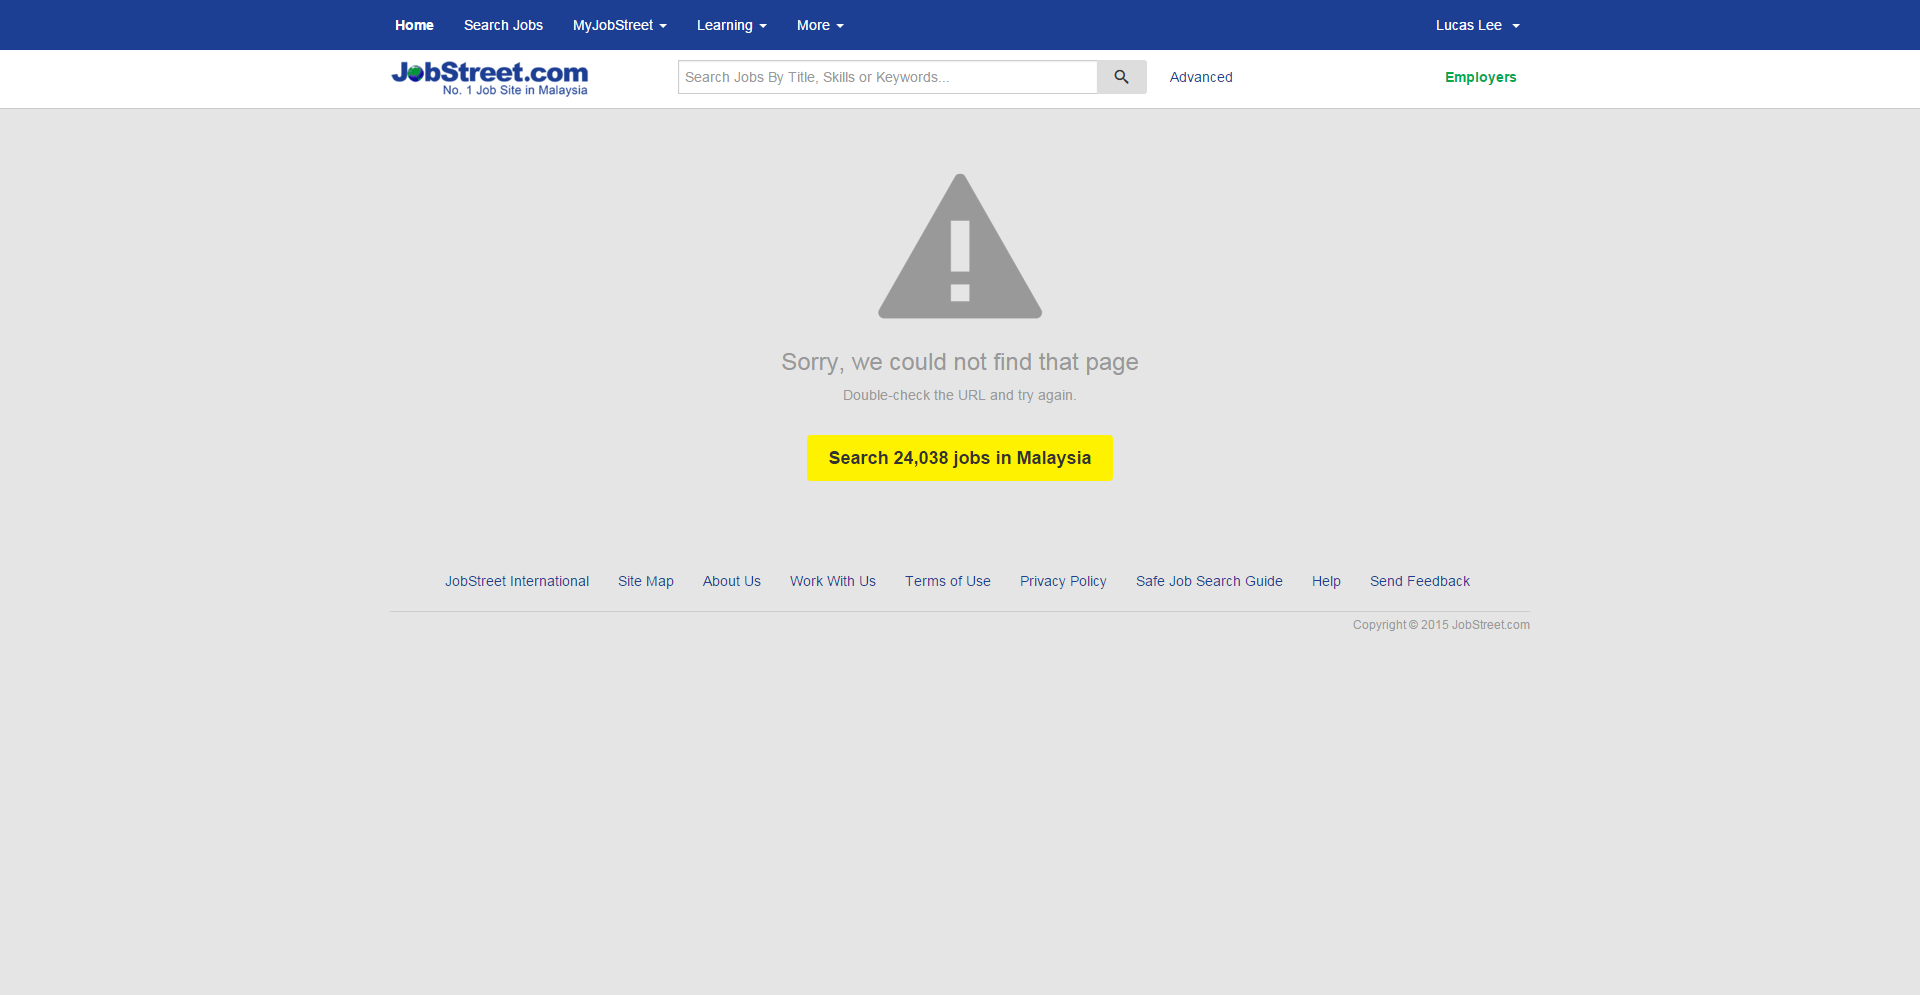 Home Search Jobs MyJobStreet Learning More Lucas Lee
JobStreet.com
No. 1 Job Site in Malaysia
Search Jobs By Title, Skills or Keywords... Advanced Employers
Sorry, we could not find that page
Double-check the URL and try again.
Search 24,038 jobs in Malaysia
JobStreet International Site Map About Us Work With Us Terms of Use Privacy Policy Safe Job Search Guide Help Send Feedback
Copyright © 2015 JobStreet.com